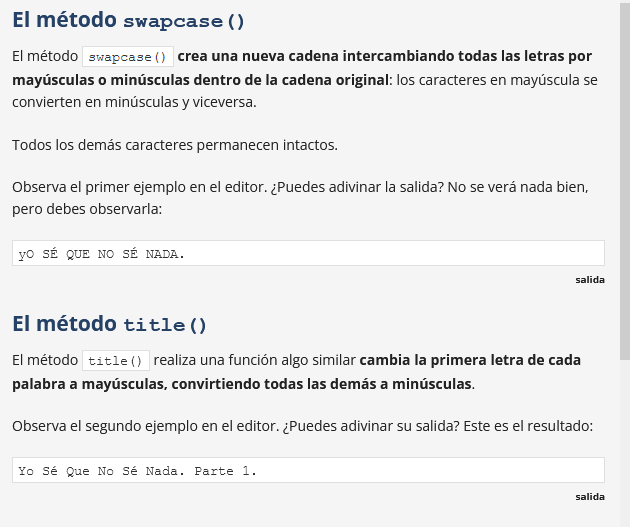 El método swapcase()
El método swapcase() crea una nueva cadena intercambiando todas las letras por
mayúsculas o minúsculas dentro de la cadena original: los caracteres en mayúscula se
convierten en minúsculas y viceversa.
Todos los demás caracteres permanecen intactos.
Observa el primer ejemplo en el editor. ¿Puedes adivinar la salida? No se verá nada bien,
pero debes observarla:
yO SÉ QUE NO SÉ NADA.
salida
El método title()
El método title() realiza una función algo similar cambia la primera letra de cada
palabra a mayúsculas, convirtiendo todas las demás a minúsculas.
Observa el segundo ejemplo en el editor. ¿Puedes adivinar su salida? Este es el resultado:
Yo Sé Que No Sé Nada. Parte 1.
salida